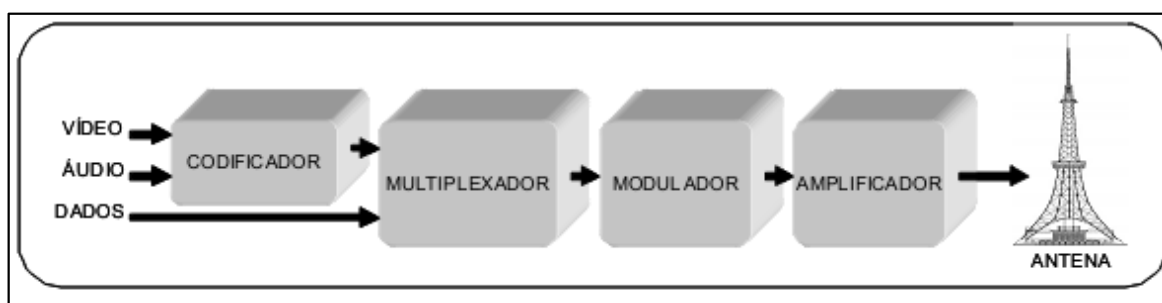 VÍDEO
ÁUDIO
DADOS
CODIFICADOR
MULTIPLEXADOR
MODULADOR
AMPLIFICADOR
ANTENA